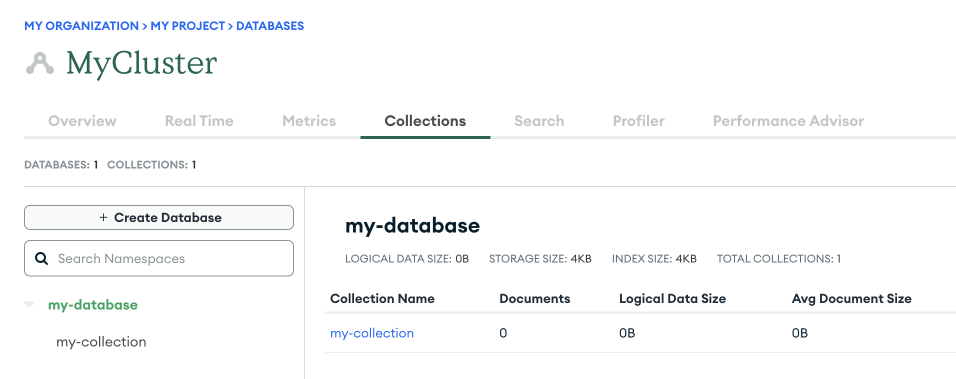 MY ORGANIZATION > MY PROJECT > DATABASES
MyCluster
Overview Real Time Metrics Collections Search Profiler Performance Advisor
DATABASES: 1 COLLECTIONS: 1
+ Create Database
Search Namespaces
my-database
my-collection
my-database
LOGICAL DATA SIZE: 0B STORAGE SIZE: 4KB INDEX SIZE: 4KB TOTAL COLLECTIONS: 1
Collection Name Documents Logical Data Size Avg Document Size
my-collection 0 0B 0B